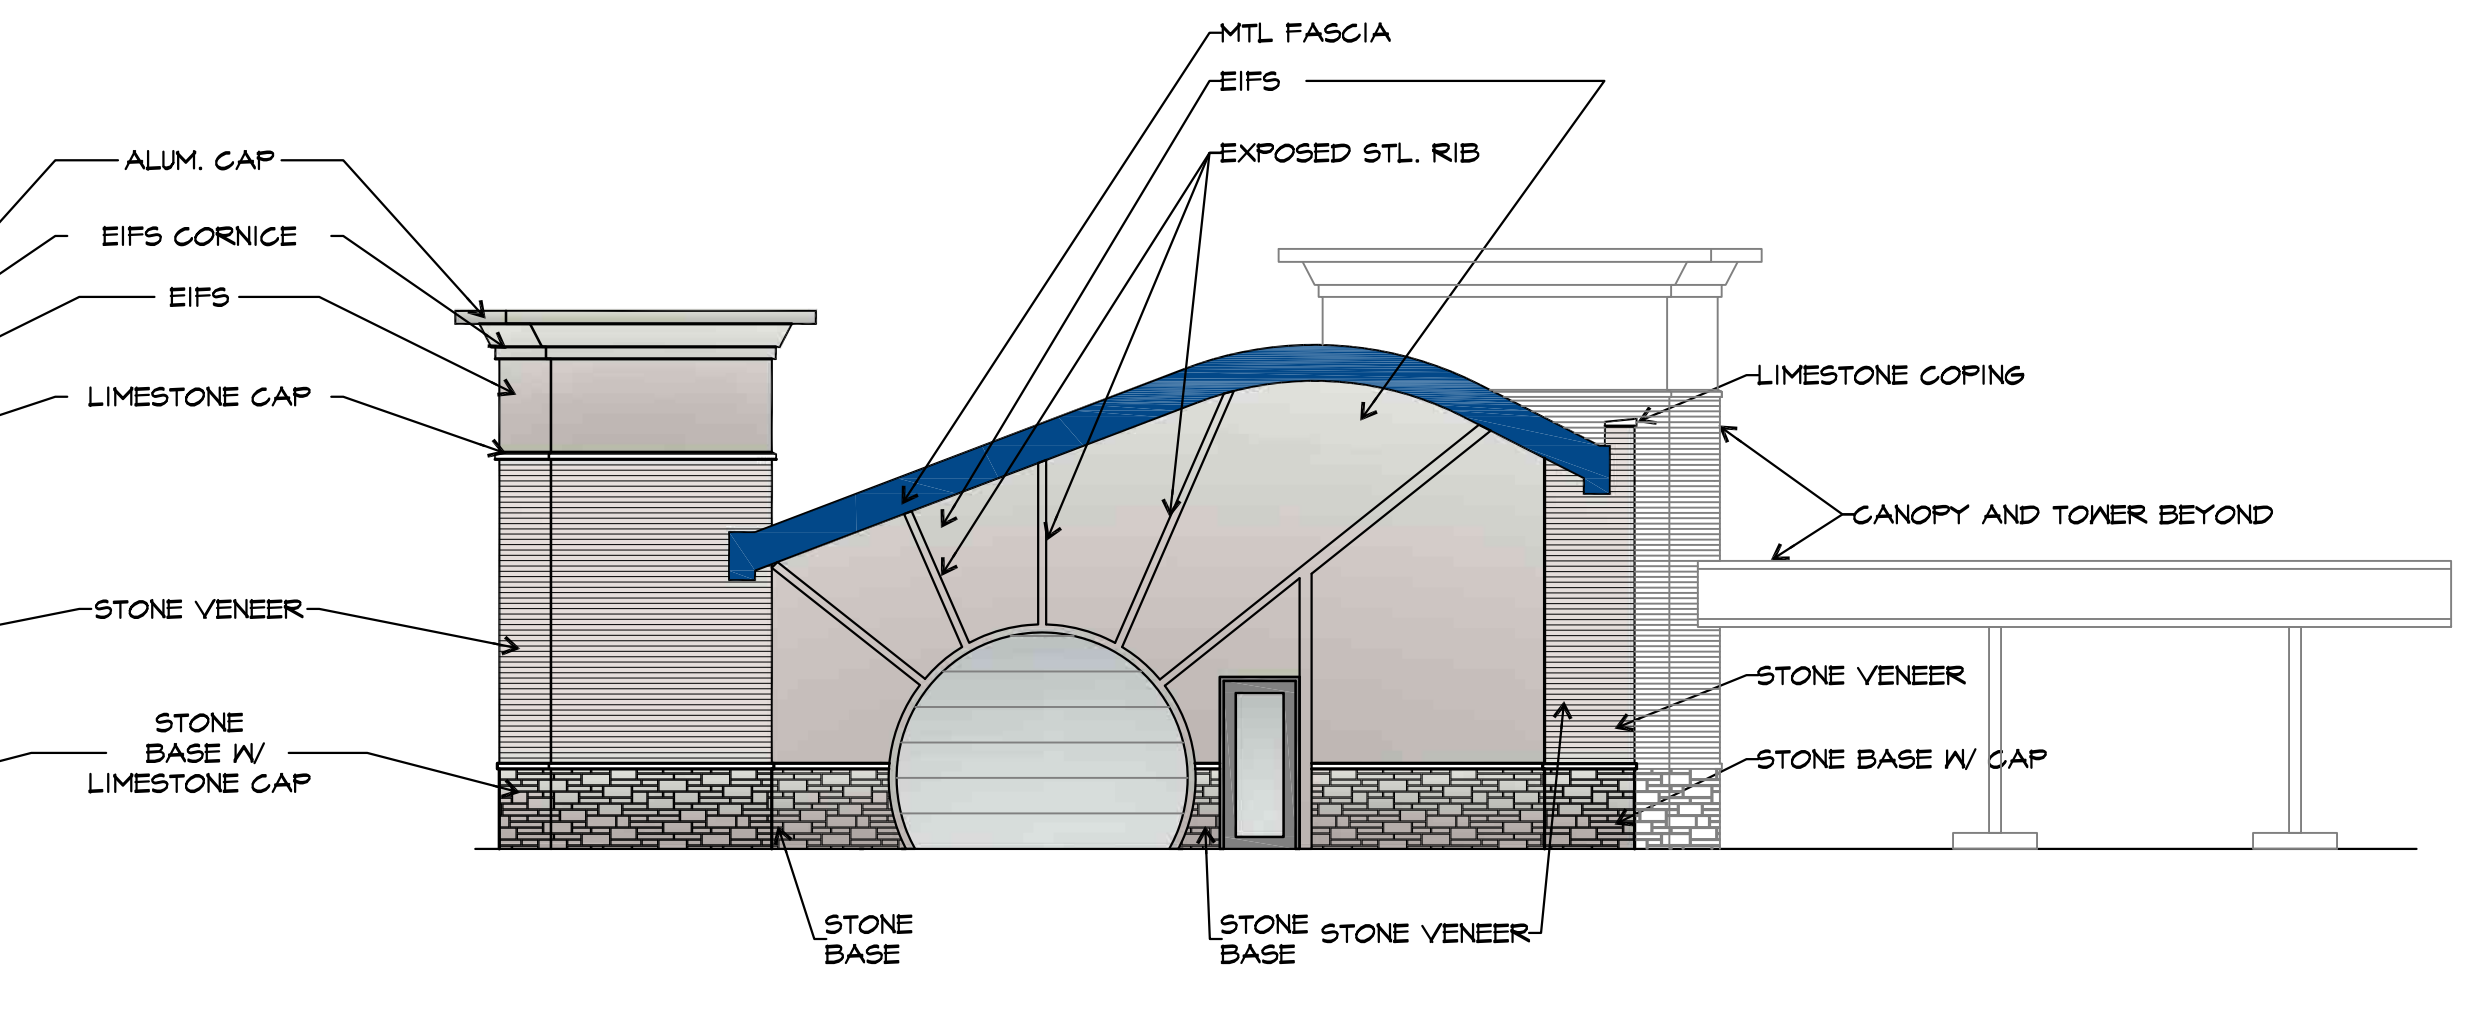 MTL FASCIA
EIFS
EXPOSED STL. RIB
ALUM. CAP
EIFS CORNICE
EIFS
LIMESTONE CAP
STONE VENEER
STONE
BASE W/
LIMESTONE CAP
LIMESTONE COPING
CANOPY AND TOWER BEYOND
STONE VENEER
STONE BASE W/ CAP
STONE
BASE
STONE
BASE
STONE VENEER